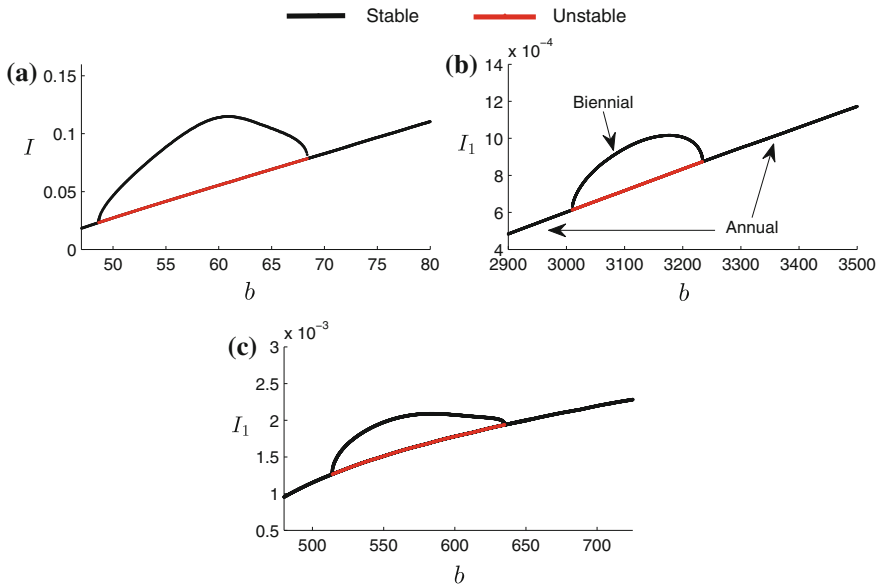 Stable Unstable
(a)
0.15
0.1
0.05
0
I
50 55 60 65 70 75 80
b
(b)
x 10⁻⁴
14
12
10
8
6
4
I₁
Biennial
Annual
2900 3000 3100 3200 3300 3400 3500
b
(c)
x 10⁻³
3
2.5
2
1.5
1
0.5
I₁
500 550 600 650 700
b